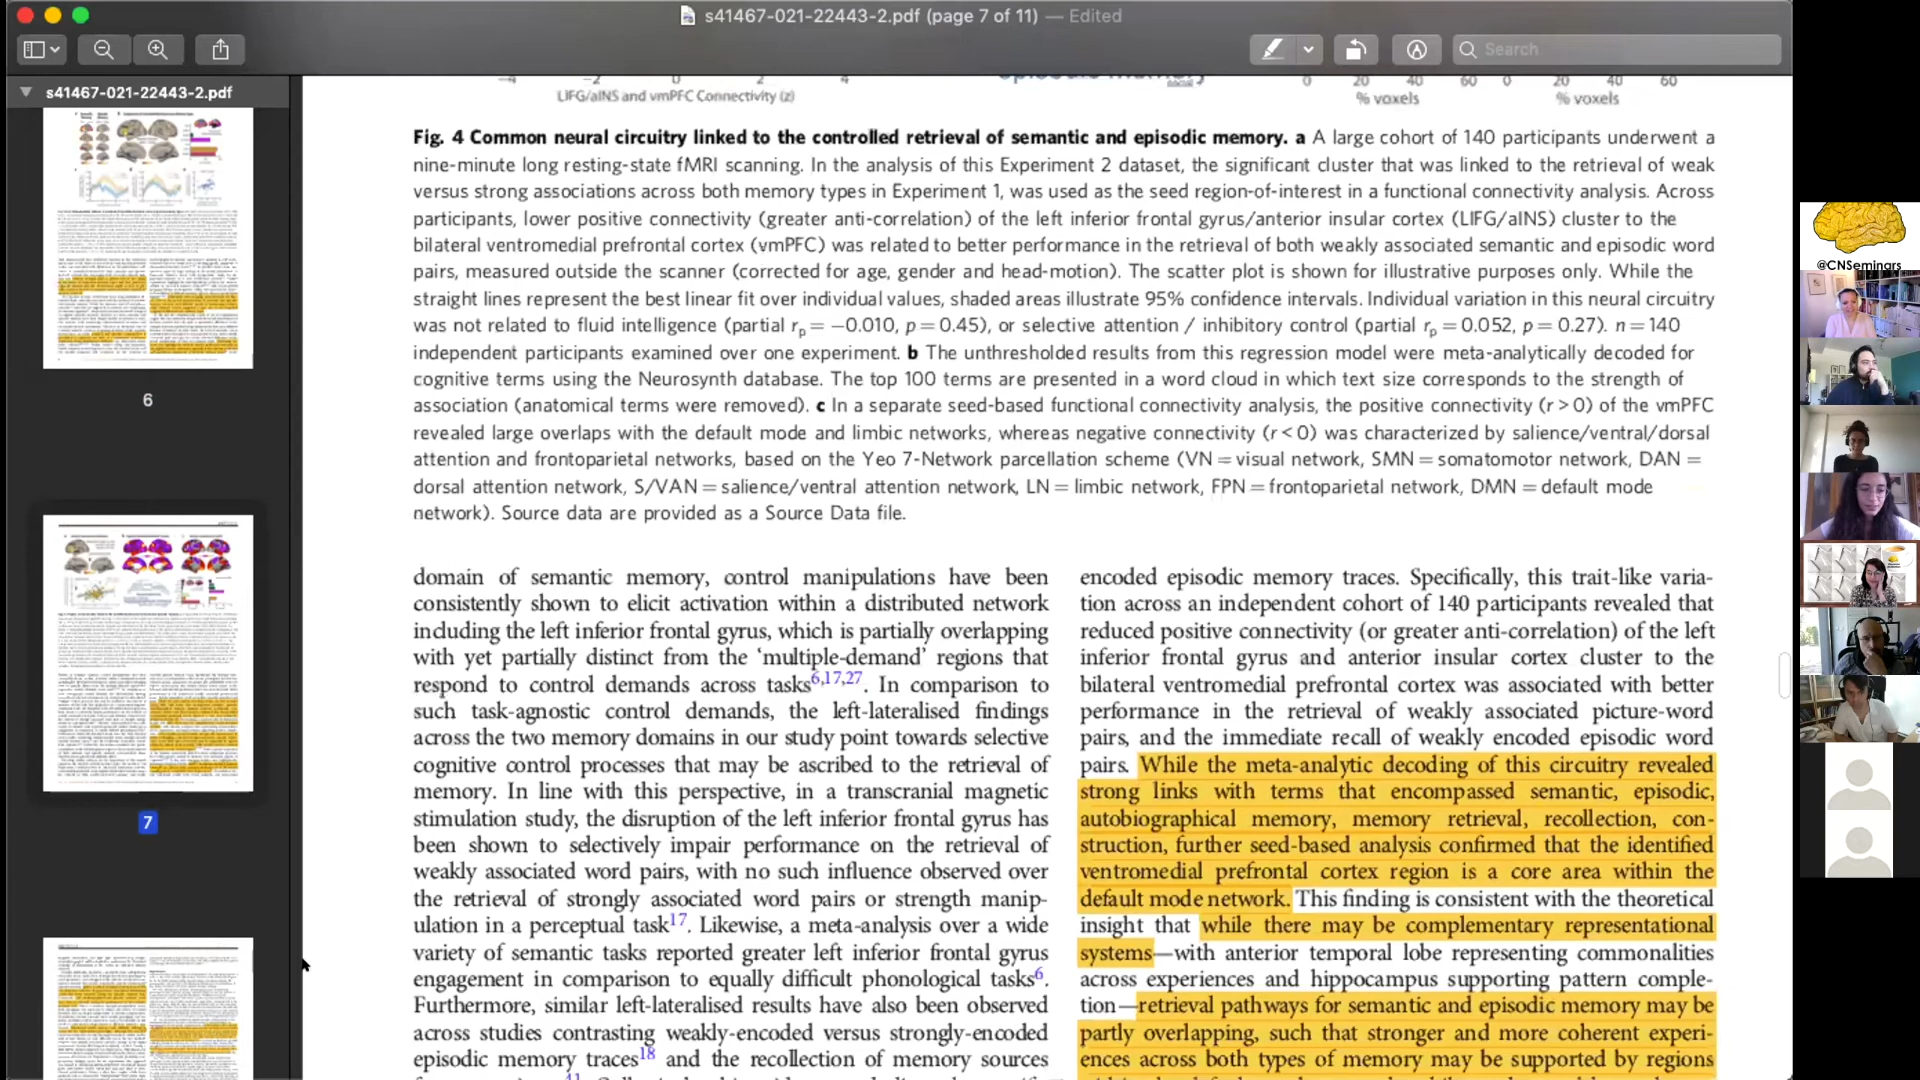 s41467-021-22443-2.pdf (page 7 of 11) — Edited
Search
s41467-021-22443-2.pdf
6
7
−4 −2 0 2 4
LIFG/aINS and vmPFC Connectivity (z)
0 20 40 60 0 20 40 60
% voxels % voxels
Fig. 4 Common neural circuitry linked to the controlled retrieval of semantic and episodic memory. a A large cohort of 140 participants underwent a
nine-minute long resting-state fMRI scanning. In the analysis of this Experiment 2 dataset, the significant cluster that was linked to the retrieval of weak
versus strong associations across both memory types in Experiment 1, was used as the seed region-of-interest in a functional connectivity analysis. Across
participants, lower positive connectivity (greater anti-correlation) of the left inferior frontal gyrus/anterior insular cortex (LIFG/aINS) cluster to the
bilateral ventromedial prefrontal cortex (vmPFC) was related to better performance in the retrieval of both weakly associated semantic and episodic word
pairs, measured outside the scanner (corrected for age, gender and head-motion). The scatter plot is shown for illustrative purposes only. While the
straight lines represent the best linear fit over individual values, shaded areas illustrate 95% confidence intervals. Individual variation in this neural circuitry
was not related to fluid intelligence (partial rp = −0.010, p = 0.45), or selective attention / inhibitory control (partial rp = 0.052, p = 0.27). n = 140
independent participants examined over one experiment. b The unthresholded results from this regression model were meta-analytically decoded for
cognitive terms using the Neurosynth database. The top 100 terms are presented in a word cloud in which text size corresponds to the strength of
association (anatomical terms were removed). c In a separate seed-based functional connectivity analysis, the positive connectivity (r > 0) of the vmPFC
revealed large overlaps with the default mode and limbic networks, whereas negative connectivity (r < 0) was characterized by salience/ventral/dorsal
attention and frontoparietal networks, based on the Yeo 7-Network parcellation scheme (VN = visual network, SMN = somatomotor network, DAN =
dorsal attention network, S/VAN = salience/ventral attention network, LN = limbic network, FPN = frontoparietal network, DMN = default mode
network). Source data are provided as a Source Data file.
domain of semantic memory, control manipulations have been
consistently shown to elicit activation within a distributed network
including the left inferior frontal gyrus, which is partially overlapping
with yet partially distinct from the 'multiple-demand' regions that
respond to control demands across tasks6,17,27. In comparison to
such task-agnostic control demands, the left-lateralised findings
across the two memory domains in our study point towards selective
cognitive control processes that may be ascribed to the retrieval of
memory. In line with this perspective, in a transcranial magnetic
stimulation study, the disruption of the left inferior frontal gyrus has
been shown to selectively impair performance on the retrieval of
weakly associated word pairs, with no such influence observed over
the retrieval of strongly associated word pairs or strength manip-
ulation in a perceptual task17. Likewise, a meta-analysis over a wide
variety of semantic tasks reported greater left inferior frontal gyrus
engagement in comparison to equally difficult phonological tasks6.
Furthermore, similar left-lateralised results have also been observed
across studies contrasting weakly-encoded versus strongly-encoded
episodic memory traces18 and the recollection of memory sources
encoded episodic memory traces. Specifically, this trait-like varia-
tion across an independent cohort of 140 participants revealed that
reduced positive connectivity (or greater anti-correlation) of the left
inferior frontal gyrus and anterior insular cortex cluster to the
bilateral ventromedial prefrontal cortex was associated with better
performance in the retrieval of weakly associated picture-word
pairs, and the immediate recall of weakly encoded episodic word
pairs. While the meta-analytic decoding of this circuitry revealed
strong links with terms that encompassed semantic, episodic,
autobiographical memory, memory retrieval, recollection, con-
struction, further seed-based analysis confirmed that the identified
ventromedial prefrontal cortex region is a core area within the
default mode network. This finding is consistent with the theoretical
insight that while there may be complementary representational
systems—with anterior temporal lobe representing commonalities
across experiences and hippocampus supporting pattern comple-
tion—retrieval pathways for semantic and episodic memory may be
partly overlapping, such that stronger and more coherent experi-
ences across both types of memory may be supported by regions
@CNSeminars